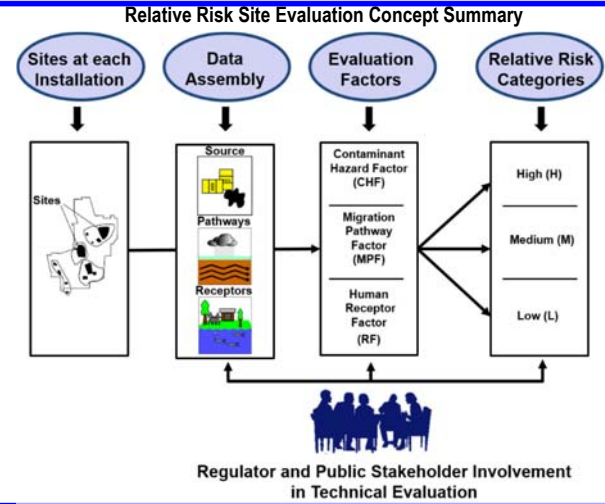 Relative Risk Site Evaluation Concept Summary
Sites at each
Installation
Data
Assembly
Evaluation
Factors
Relative Risk
Categories
Sites
Source
Pathways
Receptors
Contaminant
Hazard Factor
(CHF)
Migration
Pathway
Factor
(MPF)
Human
Receptor
Factor
(RF)
High (H)
Medium (M)
Low (L)
Regulator and Public Stakeholder Involvement
in Technical Evaluation